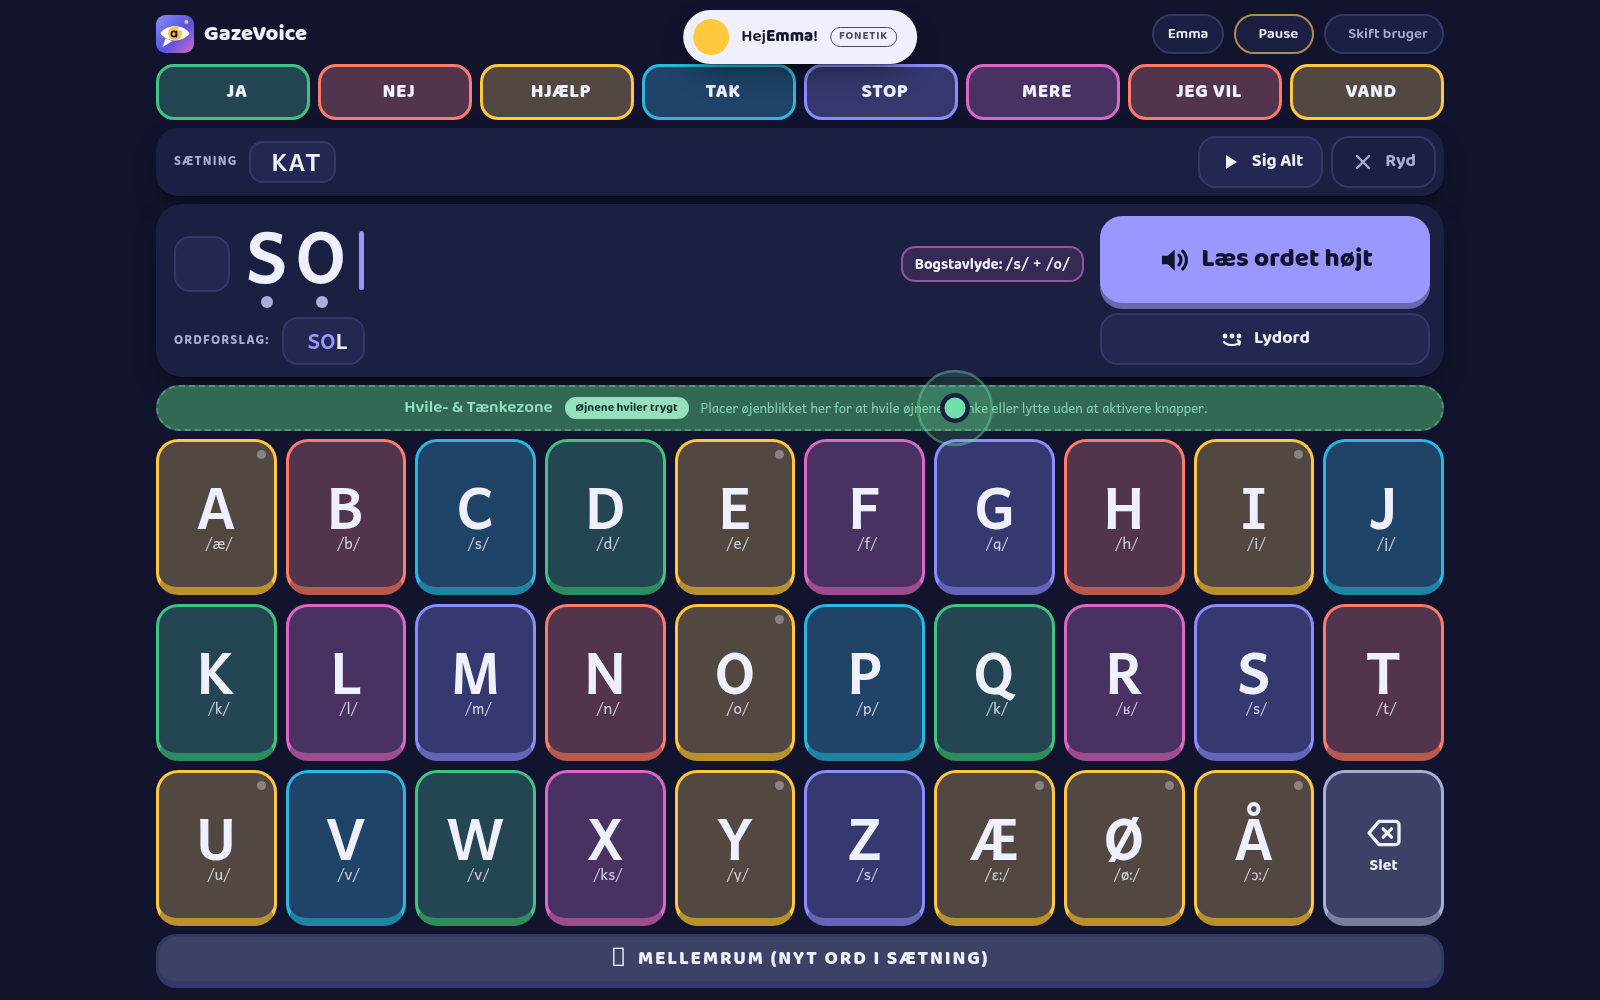 GazeVoice
HejEmma! FONETIK
Emma Pause Skift bruger
JA NEJ HJÆLP TAK STOP MERE JEG VIL VAND
SÆTNING KAT Sig Alt Ryd
SO Bogstavlyde: /s/ + /o/ Læs ordet højt
ORDFORSLAG: SOL Lydord
Hvile- & Tænkezone Øjnene hviler trygt Placer øjenblikket her for at hvile øjnene eller lytte uden at aktivere knapper.
A B C D E F G H I J
/æ/ /b/ /s/ /d/ /e/ /f/ /g/ /h/ /i/ /j/
K L M N O P Q R S T
/k/ /l/ /m/ /n/ /o/ /p/ /k/ /ʁ/ /s/ /t/
U V W X Y Z Æ Ø Å
/u/ /v/ /v/ /ks/ /y/ /s/ /ɛː/ /øː/ /ɔː/ Slet
MELLEMRUM (NYT ORD I SÆTNING)